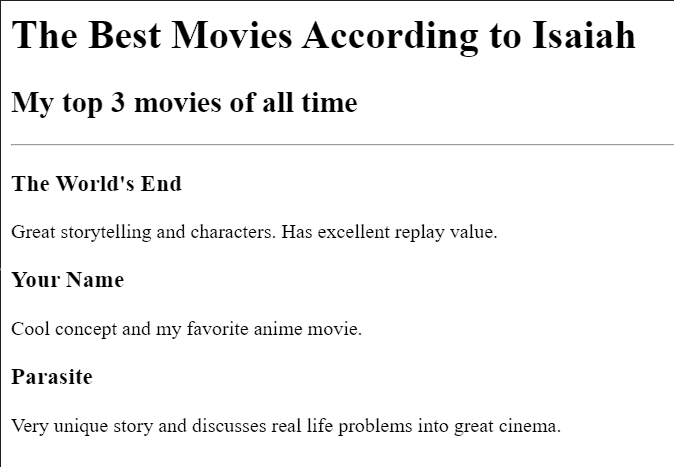 The Best Movies According to Isaiah
My top 3 movies of all time
The World's End
Great storytelling and characters. Has excellent replay value.
Your Name
Cool concept and my favorite anime movie.
Parasite
Very unique story and discusses real life problems into great cinema.